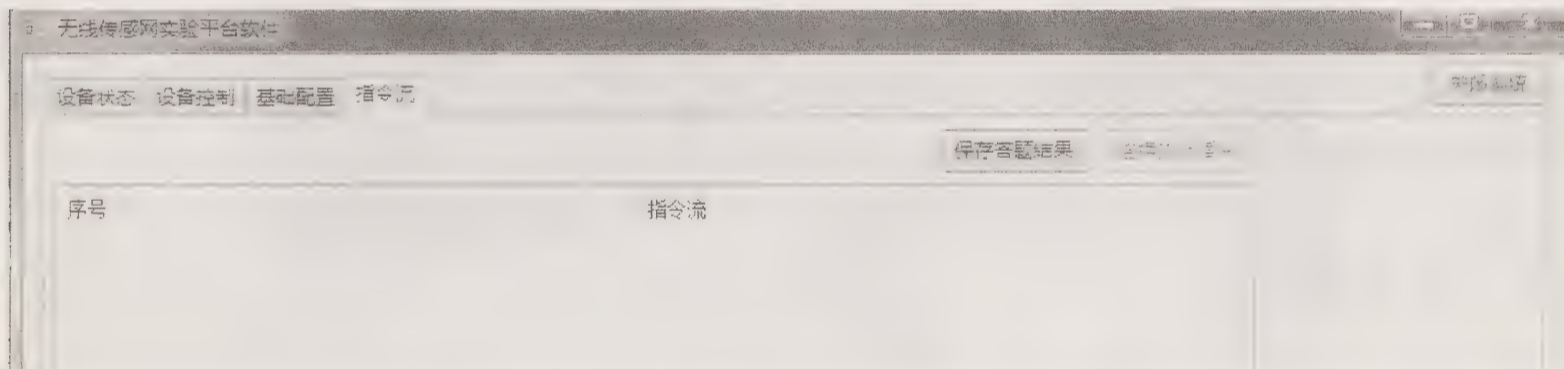 无线传感网实验平台软件
设备状态 设备控制 基础配置 指令流
保存答题结果
序号 指令流